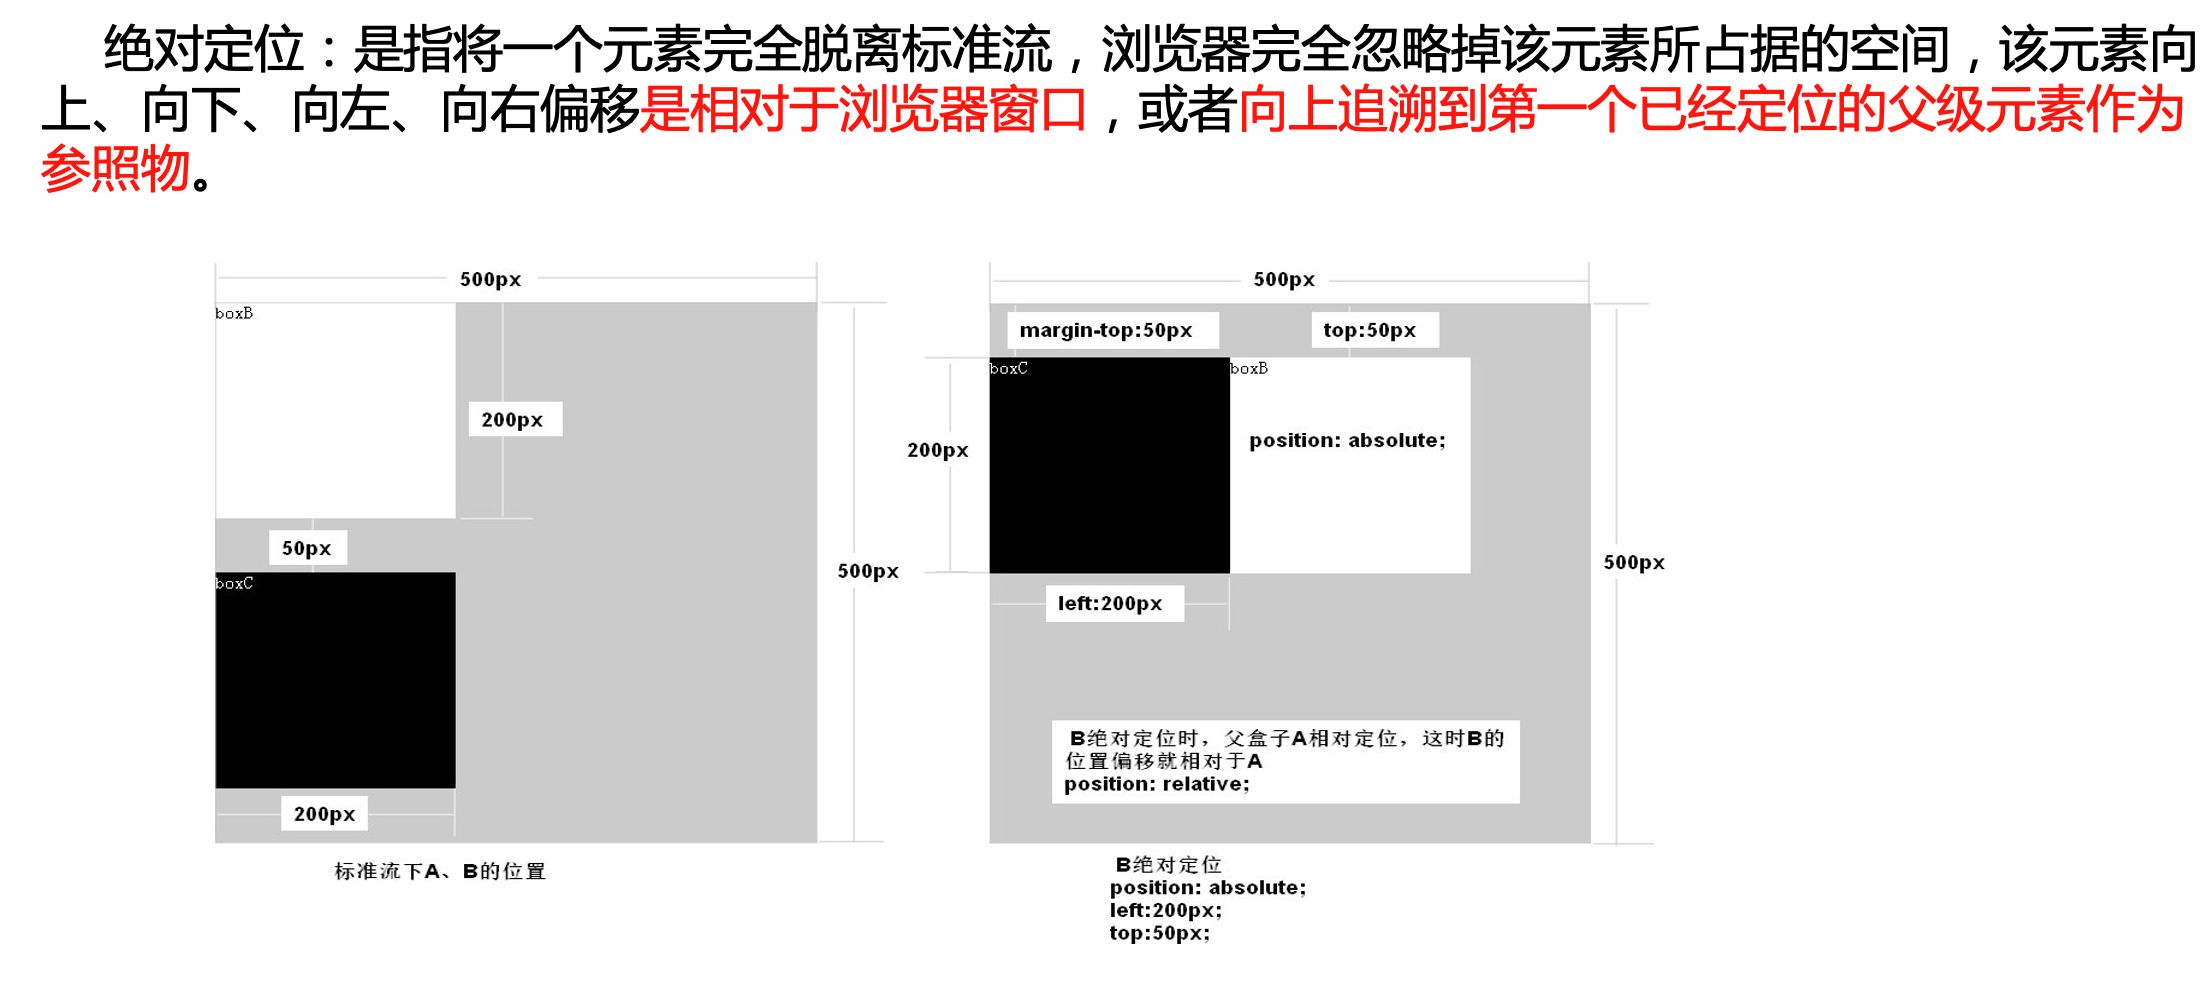 绝对定位：是指将一个元素完全脱离标准流，浏览器完全忽略掉该元素所占据的空间，该元素向
上、向下、向左、向右偏移是相对于浏览器窗口，或者向上追溯到第一个已经定位的父级元素作为
参照物。
500px
boxB
200px
50px
boxC
500px
200px
标准流下A、B的位置
500px
margin-top:50px
top:50px
boxC
boxB
position: absolute;
200px
500px
left:200px
B绝对定位时，父盒子A相对定位，这时B的
位置偏移就相对于A
position: relative;
B绝对定位
position: absolute;
left:200px;
top:50px;